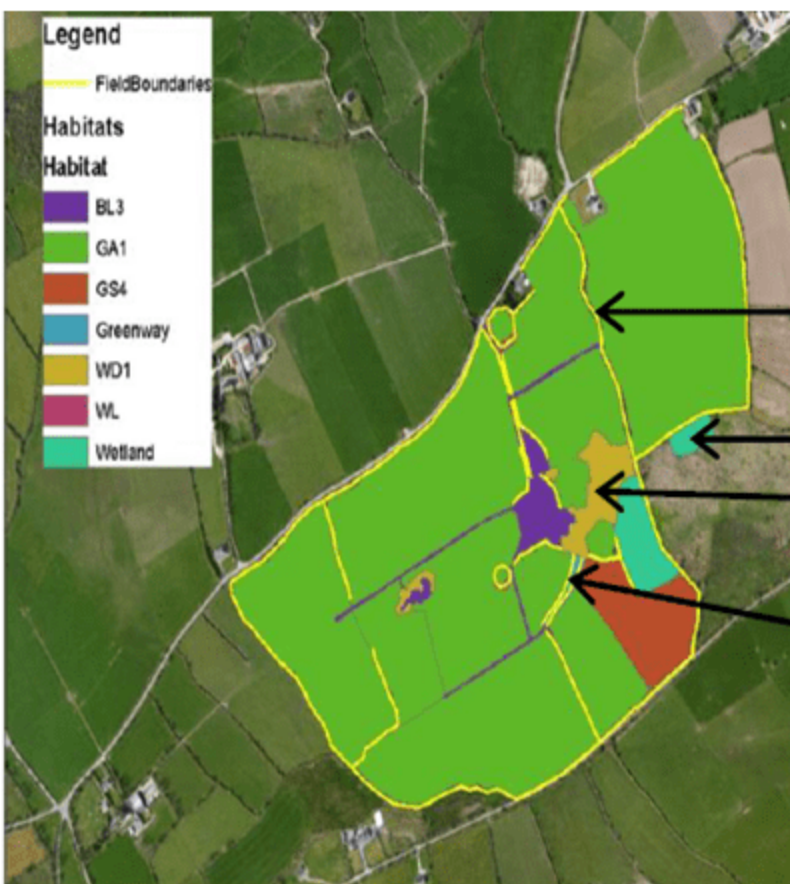 Legend
FieldBoundaries
Habitats
Habitat
BL3
GA1
GS4
Greenway
WD1
WL
Wetland